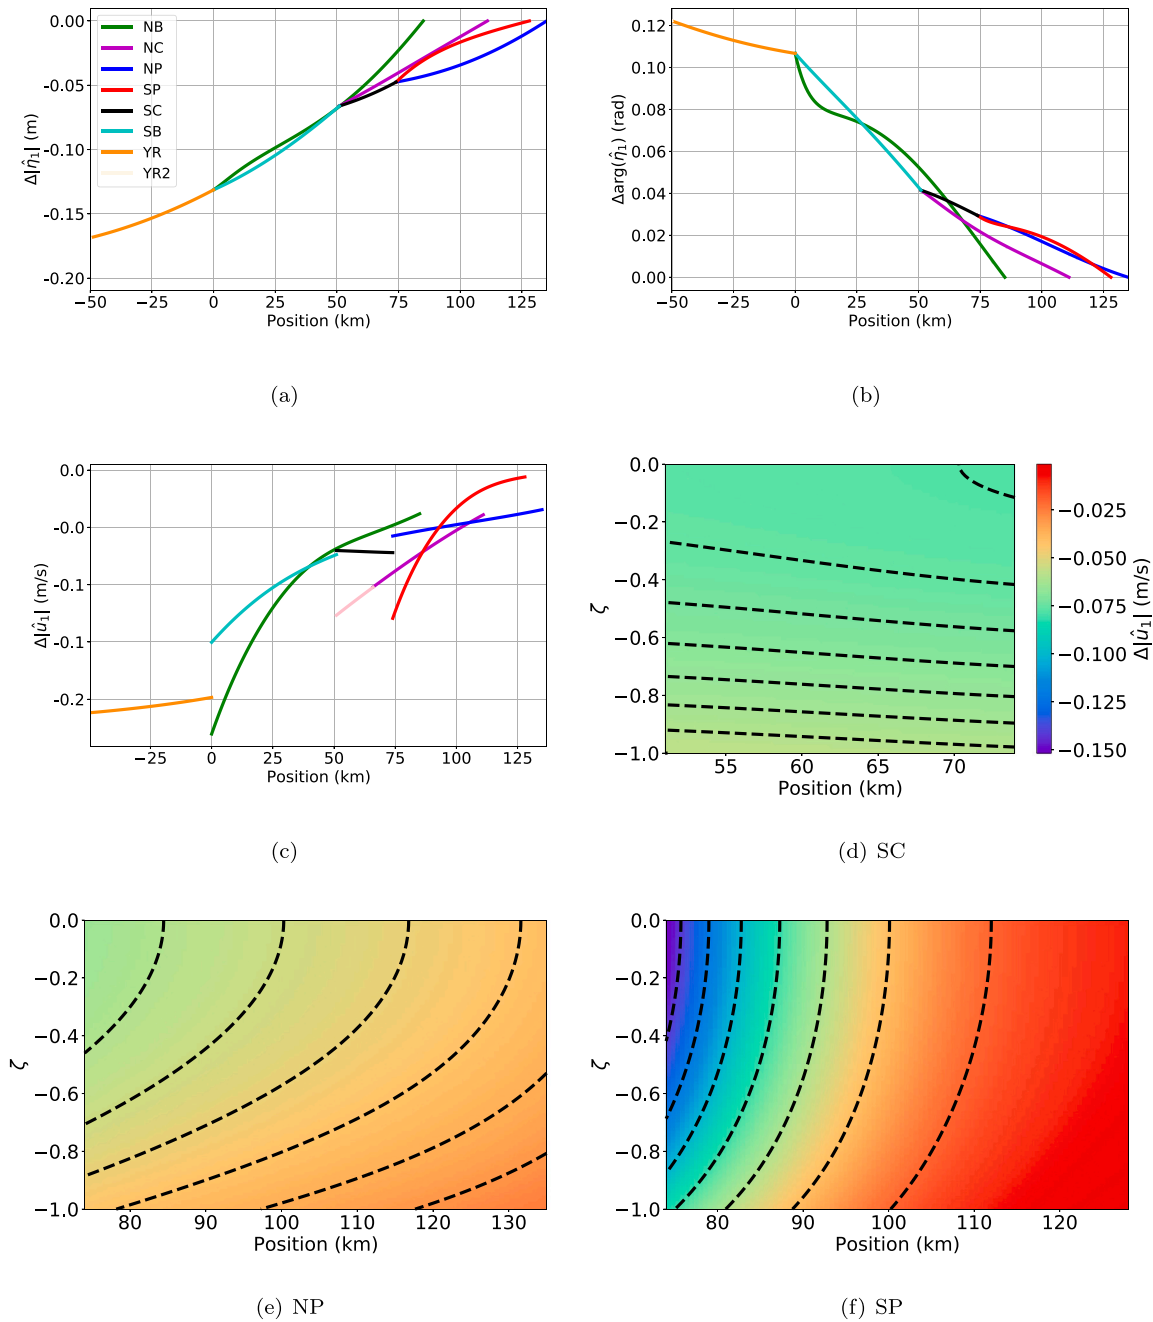 0.00
−0.05
−0.10
−0.15
−0.20
Δ|η̂₁| (m)
NB
NC
NP
SP
SC
SB
YR
YR2
−50 −25 0 25 50 75 100 125
Position (km)
(a)
0.12
0.10
0.08
0.06
0.04
0.02
0.00
Δarg(η̂₁) (rad)
−50 −25 0 25 50 75 100 125
Position (km)
(b)
0.0
-0.0
-0.1
-0.1
-0.2
Δ|û₁| (m/s)
−25 0 25 50 75 100 125
Position (km)
(c)
0.0
−0.2
−0.4
−0.6
−0.8
−1.0
ζ
55 60 65 70
Position (km)
−0.025
−0.050
−0.075
−0.100
−0.125
−0.150
Δ|û₁| (m/s)
(d) SC
0.0
−0.2
−0.4
−0.6
−0.8
−1.0
ζ
80 90 100 110 120 130
Position (km)
(e) NP
0.0
−0.2
−0.4
−0.6
−0.8
−1.0
ζ
80 90 100 110 120
Position (km)
(f) SP